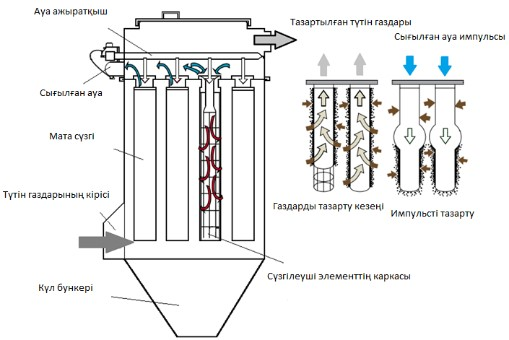 Ауа ажыратқыш
Тазартылған түтін газдары
Сығылған ауа импульсы
Сығылған ауа
Мата сүзгі
Түтін газдарының кірісі
Газдарды тазарту кезеңі
Импульсті тазарту
Күл бункері
Сүзгілеуші элементтің каркасы